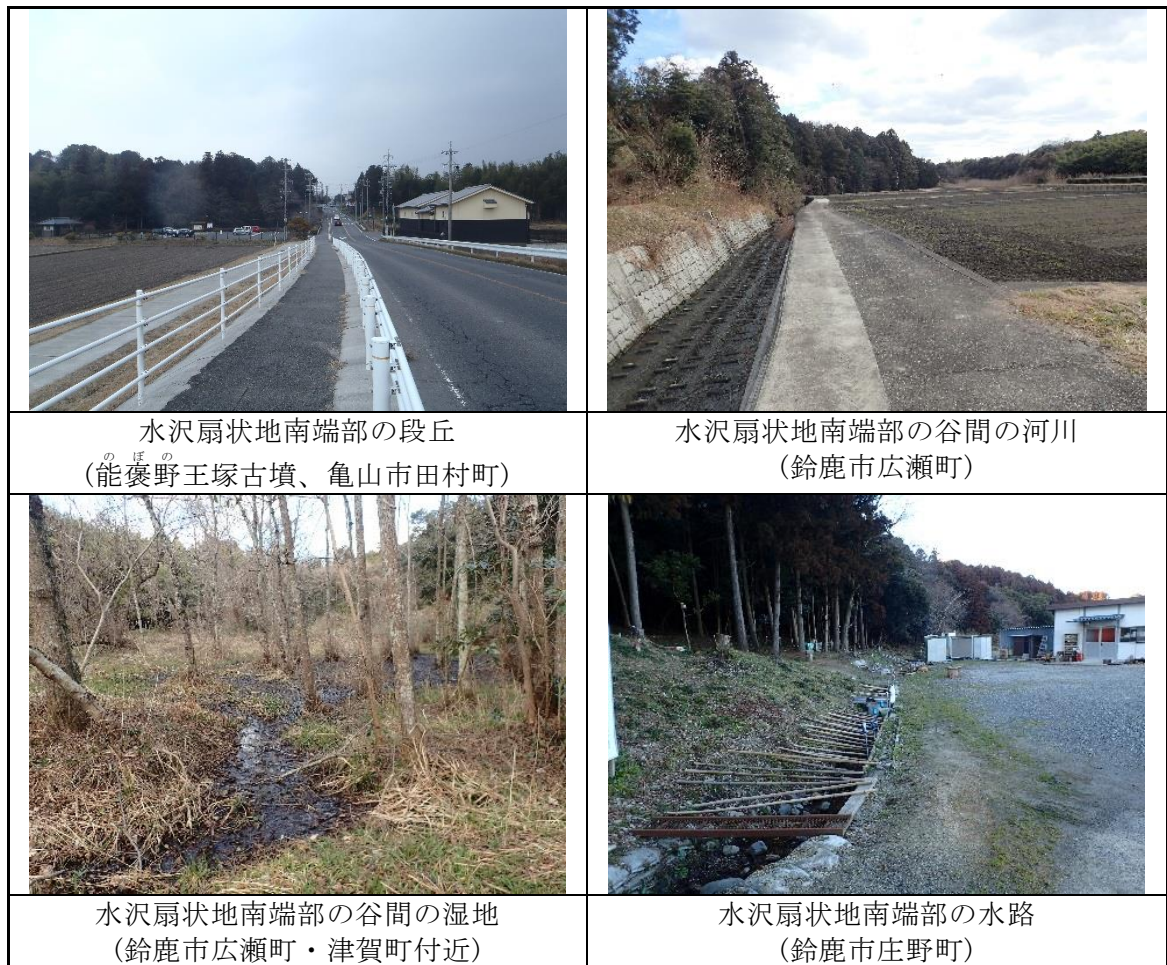 水沢扇状地南端部の段丘
(能褒野王塚古墳、亀山市田村町)
のぼの
水沢扇状地南端部の谷間の河川
(鈴鹿市広瀬町)
水沢扇状地南端部の谷間の湿地
(鈴鹿市広瀬町・津賀町付近)
水沢扇状地南端部の水路
(鈴鹿市庄野町)